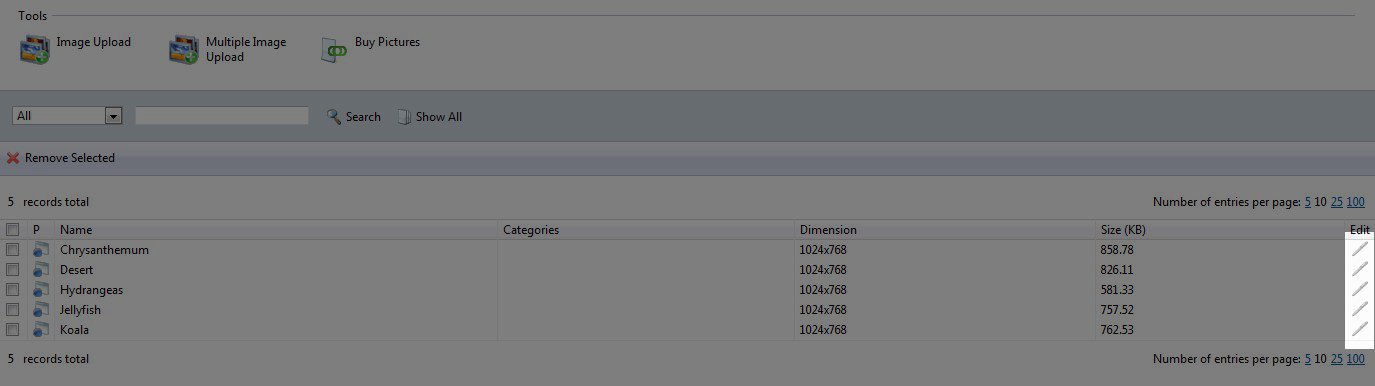 Tools
Image Upload
Multiple Image
Upload
Buy Pictures
All
Search
Show All
Remove Selected
5 records total
Number of entries per page: 5 10 25 100
P Name Categories Dimension Size (KB) Edit
Chrysanthemum 1024x768 858.78
Desert 1024x768 826.11
Hydrangeas 1024x768 581.33
Jellyfish 1024x768 757.52
Koala 1024x768 762.53
5 records total
Number of entries per page: 5 10 25 100